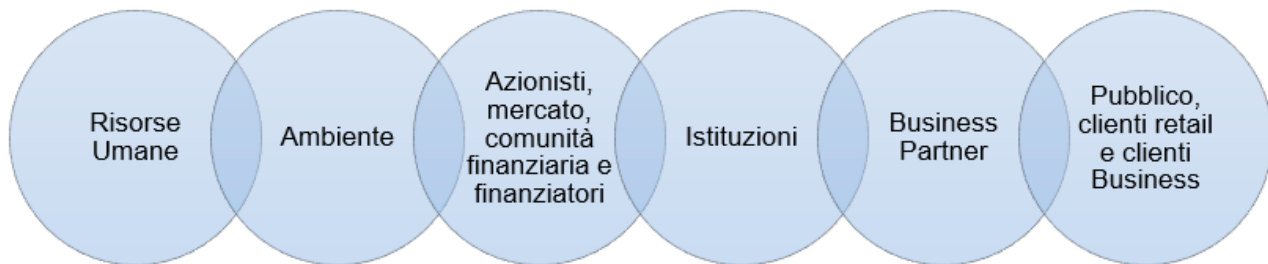 Risorse
Umane
Ambiente
Azionisti,
mercato,
comunità
finanziaria e
finanziatori
Istituzioni
Business
Partner
Pubblico,
clienti retail
e clienti
Business